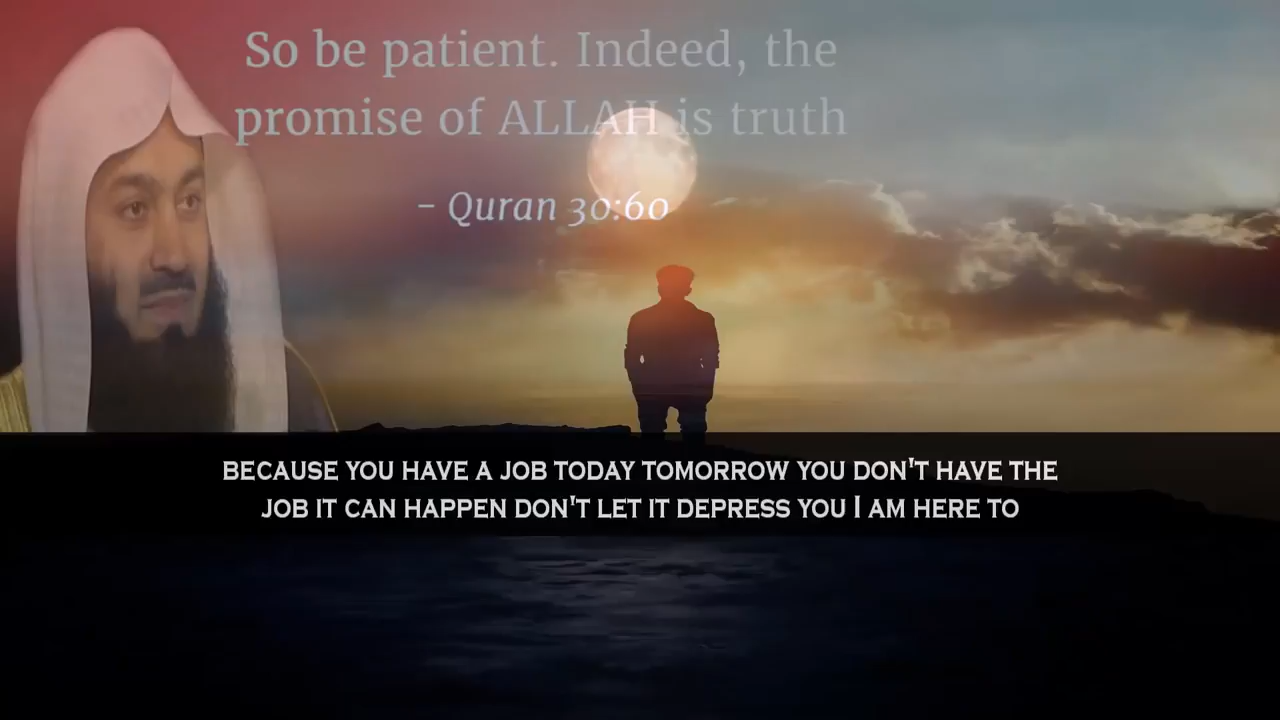 So be patient. Indeed, the
promise of ALLAH is truth
– Quran 30:60
BECAUSE YOU HAVE A JOB TODAY TOMORROW YOU DON'T HAVE THE
JOB IT CAN HAPPEN DON'T LET IT DEPRESS YOU I AM HERE TO